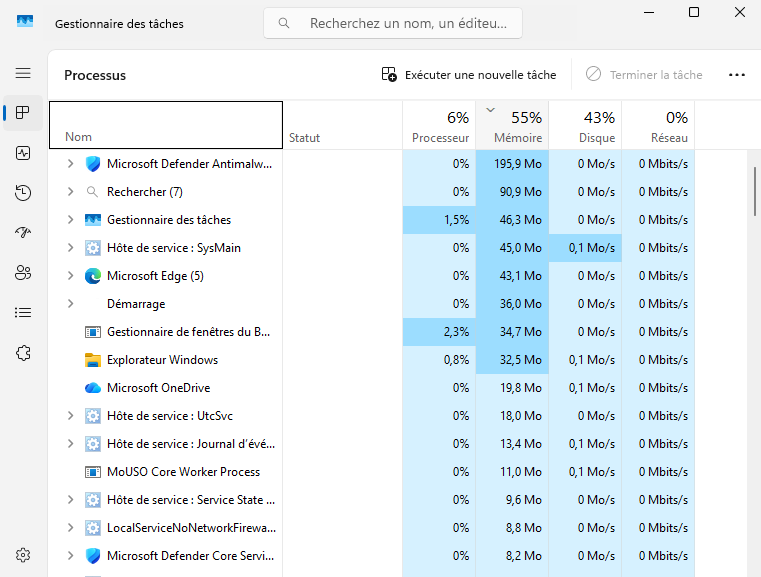 Gestionnaire des tâches
Recherchez un nom, un éditeu...
Processus
Exécuter une nouvelle tâche
Terminer la tâche
6% 55% 43% 0%
Nom Statut Processeur Mémoire Disque Réseau
Microsoft Defender Antimalw... 0% 195,9 Mo 0 Mo/s 0 Mbits/s
Rechercher (7) 0% 90,9 Mo 0 Mo/s 0 Mbits/s
Gestionnaire des tâches 1,5% 46,3 Mo 0 Mo/s 0 Mbits/s
Hôte de service : SysMain 0% 45,0 Mo 0,1 Mo/s 0 Mbits/s
Microsoft Edge (5) 0% 43,1 Mo 0 Mo/s 0 Mbits/s
Démarrage 0% 36,0 Mo 0 Mo/s 0 Mbits/s
Gestionnaire de fenêtres du B... 2,3% 34,7 Mo 0 Mo/s 0 Mbits/s
Explorateur Windows 0,8% 32,5 Mo 0,1 Mo/s 0 Mbits/s
Microsoft OneDrive 0% 19,8 Mo 0,1 Mo/s 0 Mbits/s
Hôte de service : UtcSvc 0% 18,0 Mo 0 Mo/s 0 Mbits/s
Hôte de service : Journal d'évé... 0% 13,4 Mo 0,1 Mo/s 0 Mbits/s
MoUSO Core Worker Process 0% 11,0 Mo 0,1 Mo/s 0 Mbits/s
Hôte de service : Service State ... 0% 9,6 Mo 0 Mo/s 0 Mbits/s
LocalServiceNoNetworkFirewa... 0% 8,8 Mo 0 Mo/s 0 Mbits/s
Microsoft Defender Core Servi... 0% 8,2 Mo 0 Mo/s 0 Mbits/s